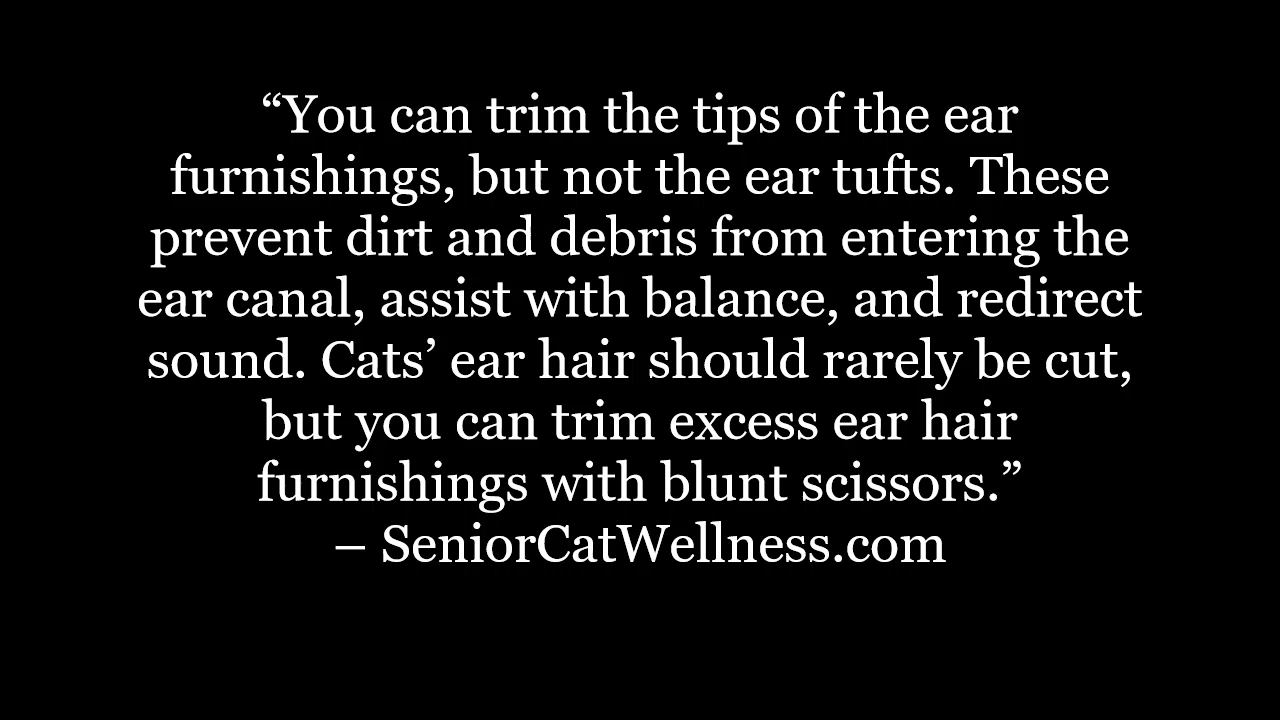 “You can trim the tips of the ear
furnishings, but not the ear tufts. These
prevent dirt and debris from entering the
ear canal, assist with balance, and redirect
sound. Cats’ ear hair should rarely be cut,
but you can trim excess ear hair
furnishings with blunt scissors.”
– SeniorCatWellness.com